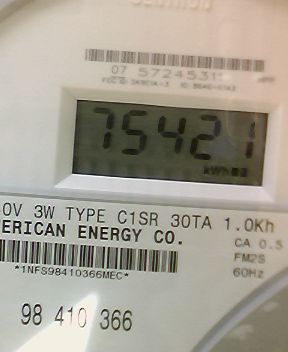 07 57245311
75421
kWh
0V 3W TYPE C1SR 30TA 1.0Kh
ERICAN ENERGY CO.
CA 0.5
FM2S
60Hz
*1NFS98410366MEC*
98 410 366